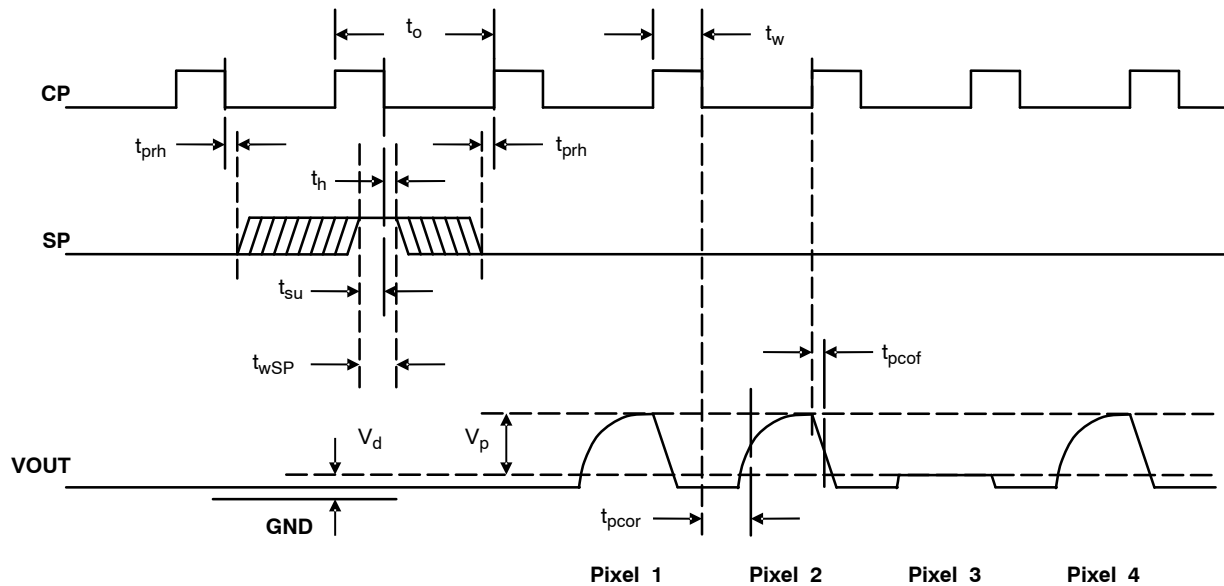 t_o
t_w
CP
t_prh
t_prh
t_h
SP
t_su
t_wSP
t_pcof
V_d
V_p
VOUT
t_pcor
GND
Pixel 1
Pixel 2
Pixel 3
Pixel 4